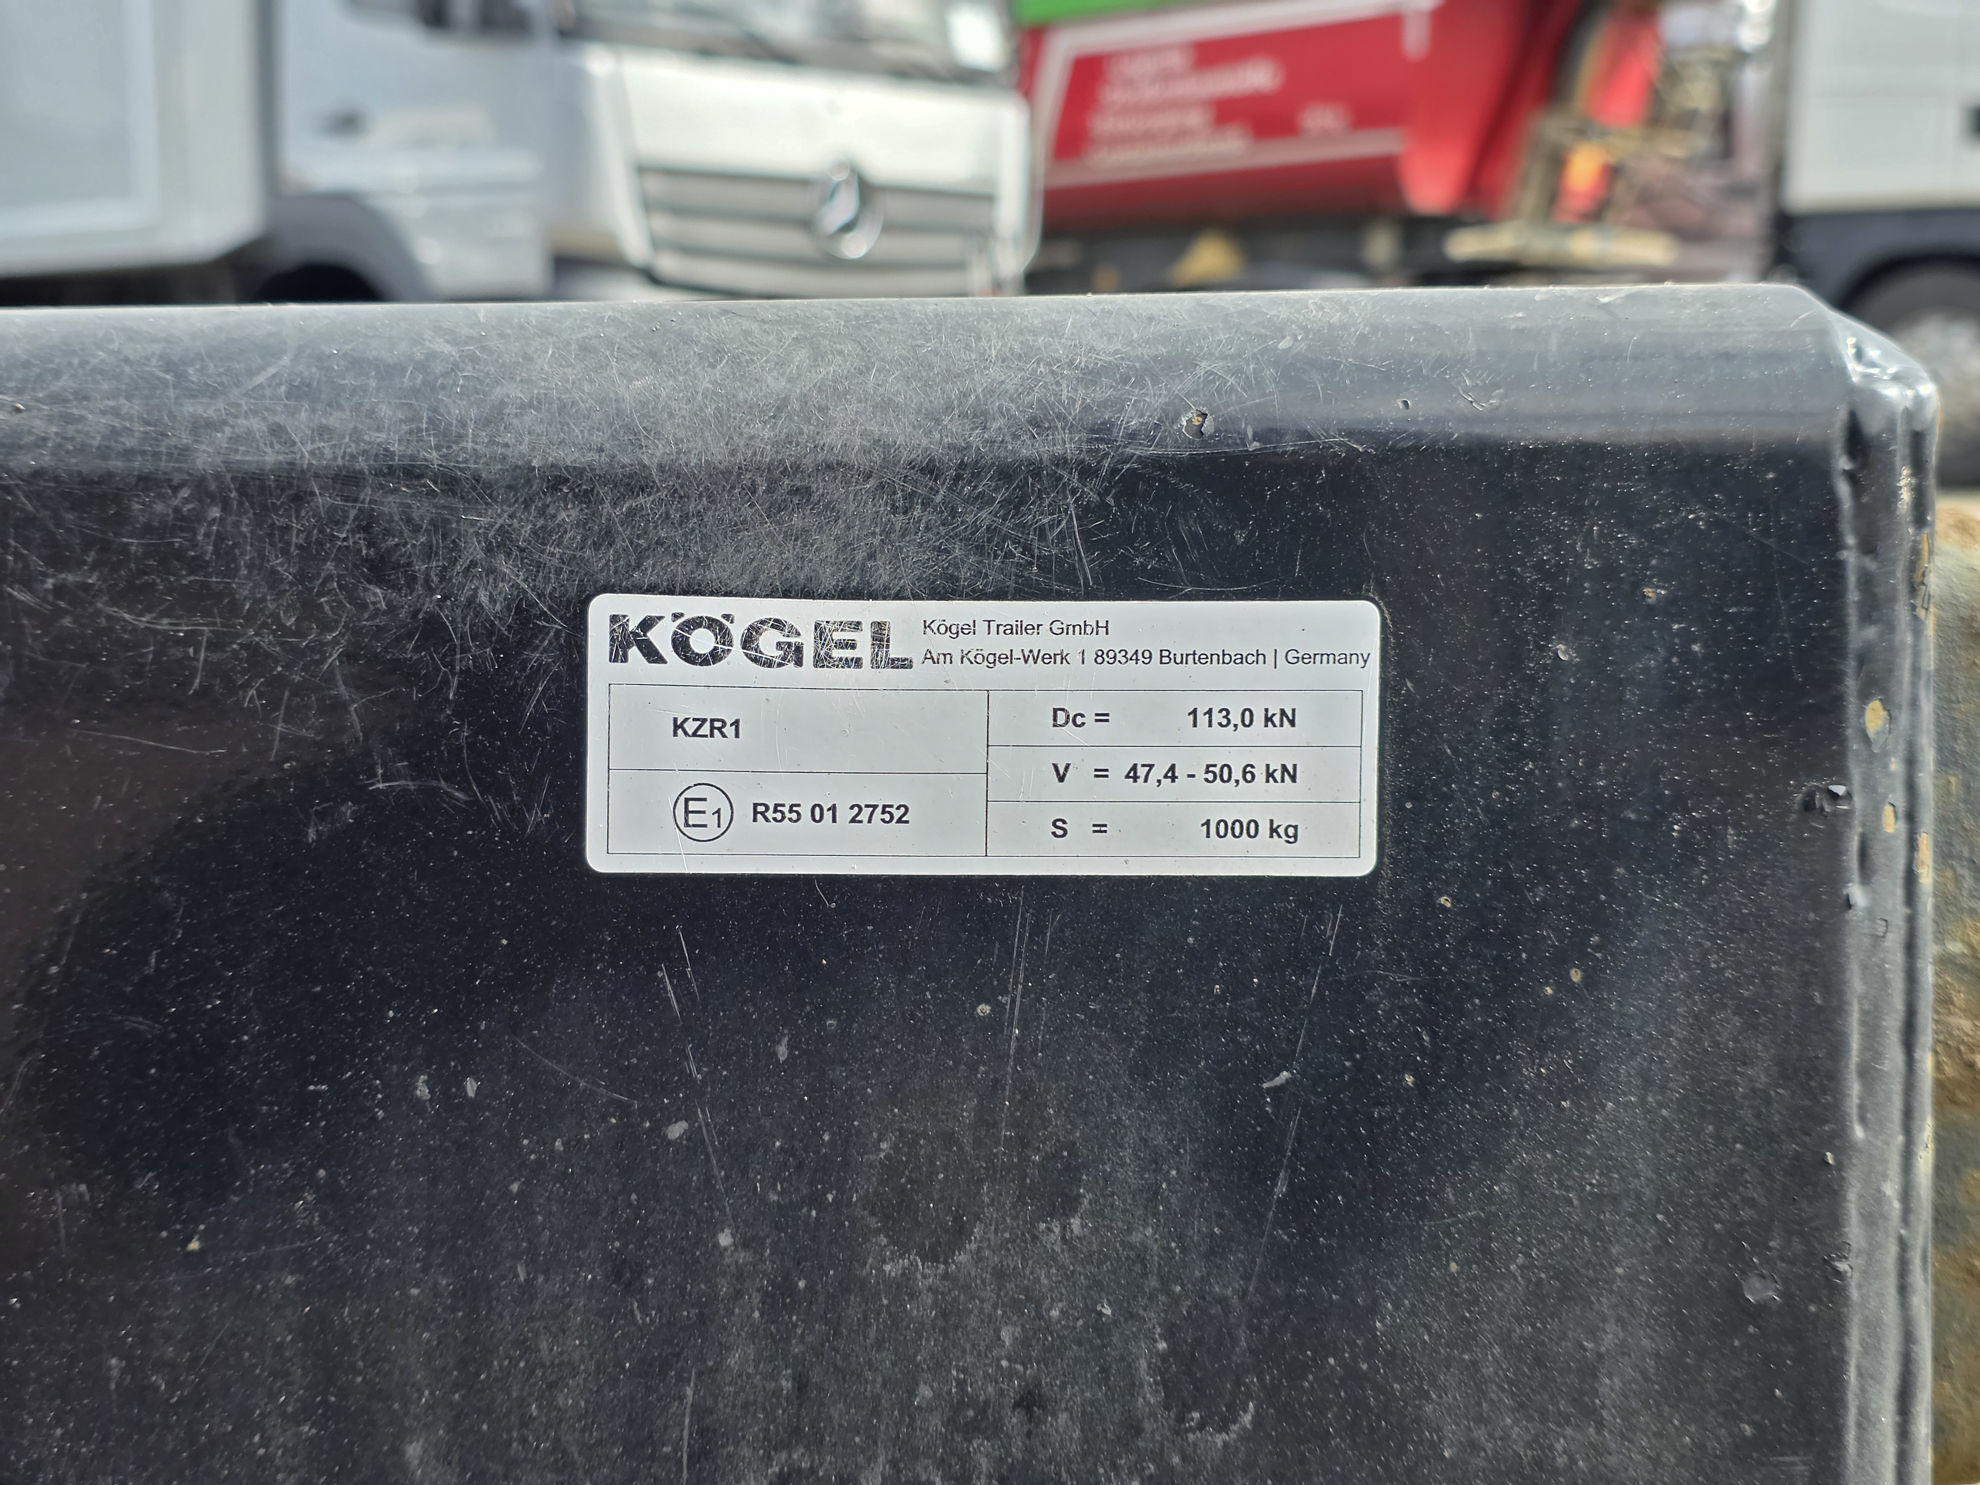 KÖGEL
Kögel Trailer GmbH
Am Kögel-Werk 1 89349 Burtenbach | Germany
KZR1
E1 R55 01 2752
Dc = 113,0 kN
V = 47,4 - 50,6 kN
S = 1000 kg